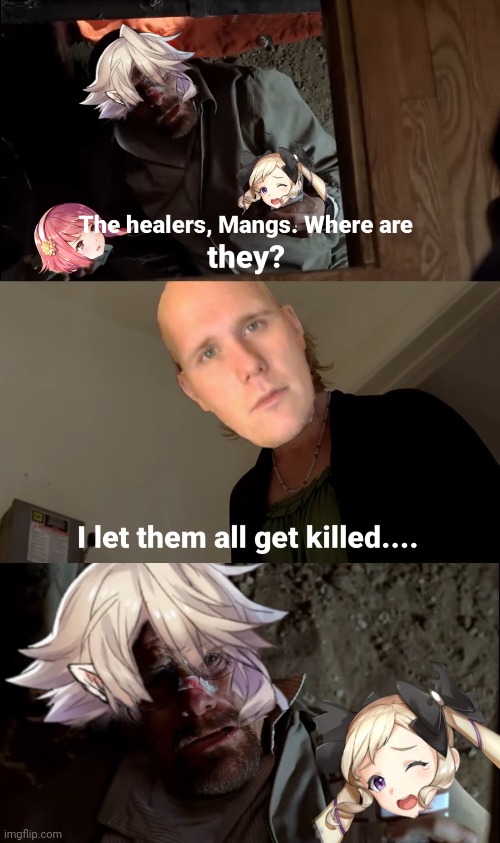 The healers, Mangs. Where are
they?
I let them all get killed....
imgflip.com